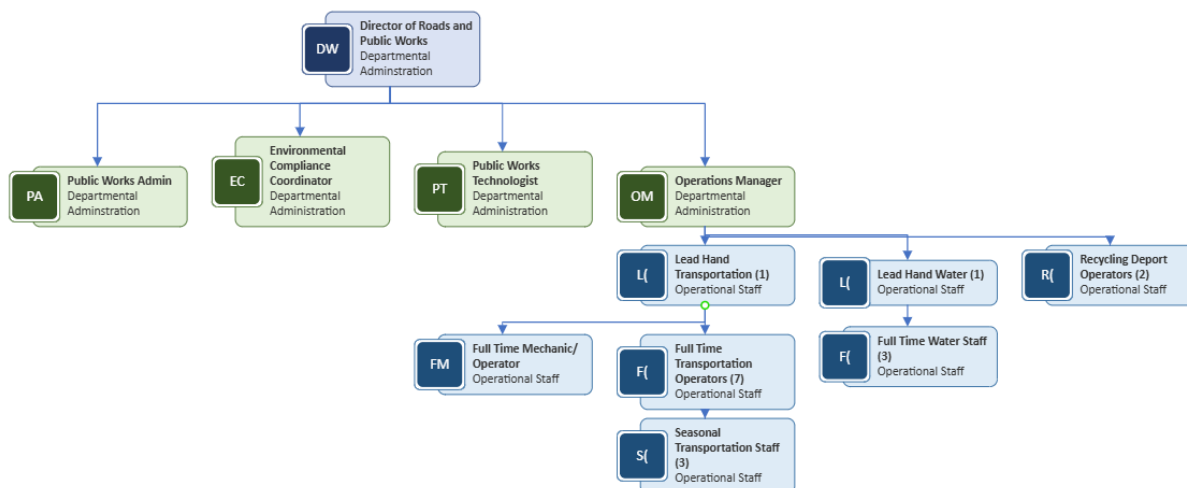 DW
Director of Roads and
Public Works
Departmental
Adminstration
PA
Public Works Admin
Departmental
Adminstration
EC
Environmental
Compliance
Coordinator
Departmental
Administration
PT
Public Works
Technologist
Departmental
Adminstration
OM
Operations Manager
Departmental
Administration
L(
Lead Hand
Transportation (1)
Operational Staff
L(
Lead Hand Water (1)
Operational Staff
R(
Recycling Deport
Operators (2)
Operational Staff
FM
Full Time Mechanic/
Operator
Operational Staff
F(
Full Time
Transportation
Operators (7)
Operational Staff
F(
Full Time Water Staff
(3)
Operational Staff
S(
Seasonal
Transportation Staff
(3)
Operational Staff